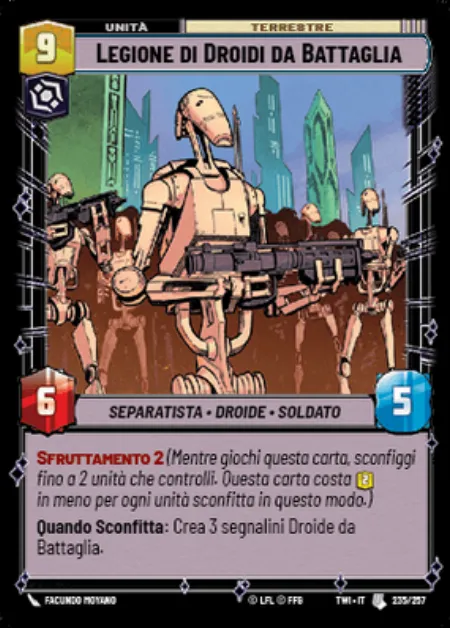 UNITÀ
TERRESTRE
9
LEGIONE DI DROIDI DA BATTAGLIA
6
SEPARATISTA • DROIDE • SOLDATO
5
SFRUTTAMENTO 2 (Mentre giochi questa carta, sconfiggi
fino a 2 unità che controlli. Questa carta costa 2
in meno per ogni unità sconfitta in questo modo.)
Quando Sconfitta: Crea 3 segnalini Droide da
Battaglia.
FACUNDO MOYANO
© LFL © FFG
TWI • IT
235/257